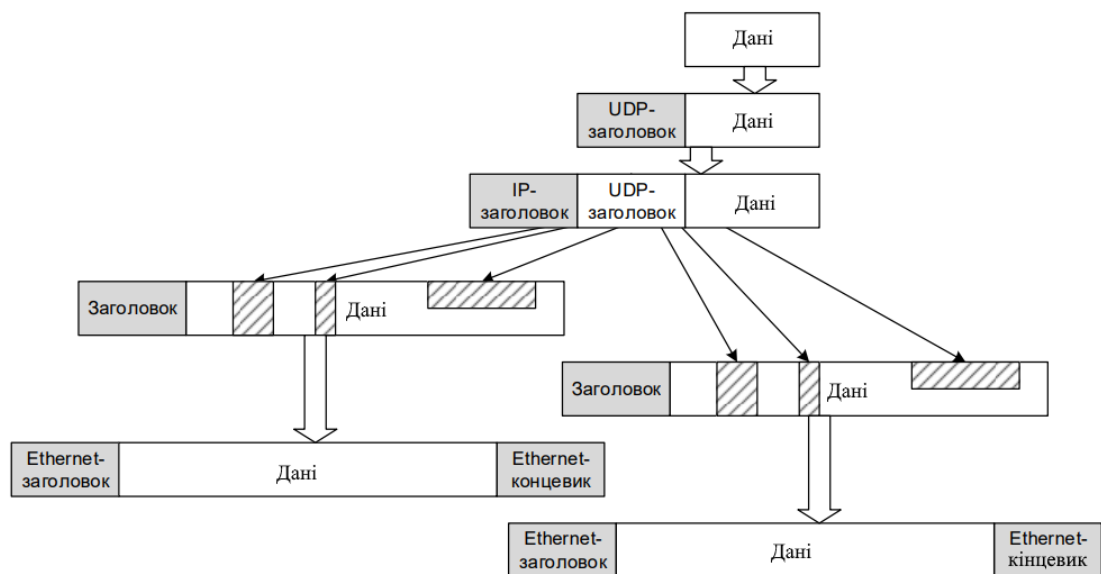 Дані
UDP-
заголовок
Дані
IP-
заголовок
UDP-
заголовок
Дані
Заголовок
Дані
Заголовок
Дані
Ethernet-
заголовок
Дані
Ethernet-
концевик
Ethernet-
заголовок
Дані
Ethernet-
кінцевик